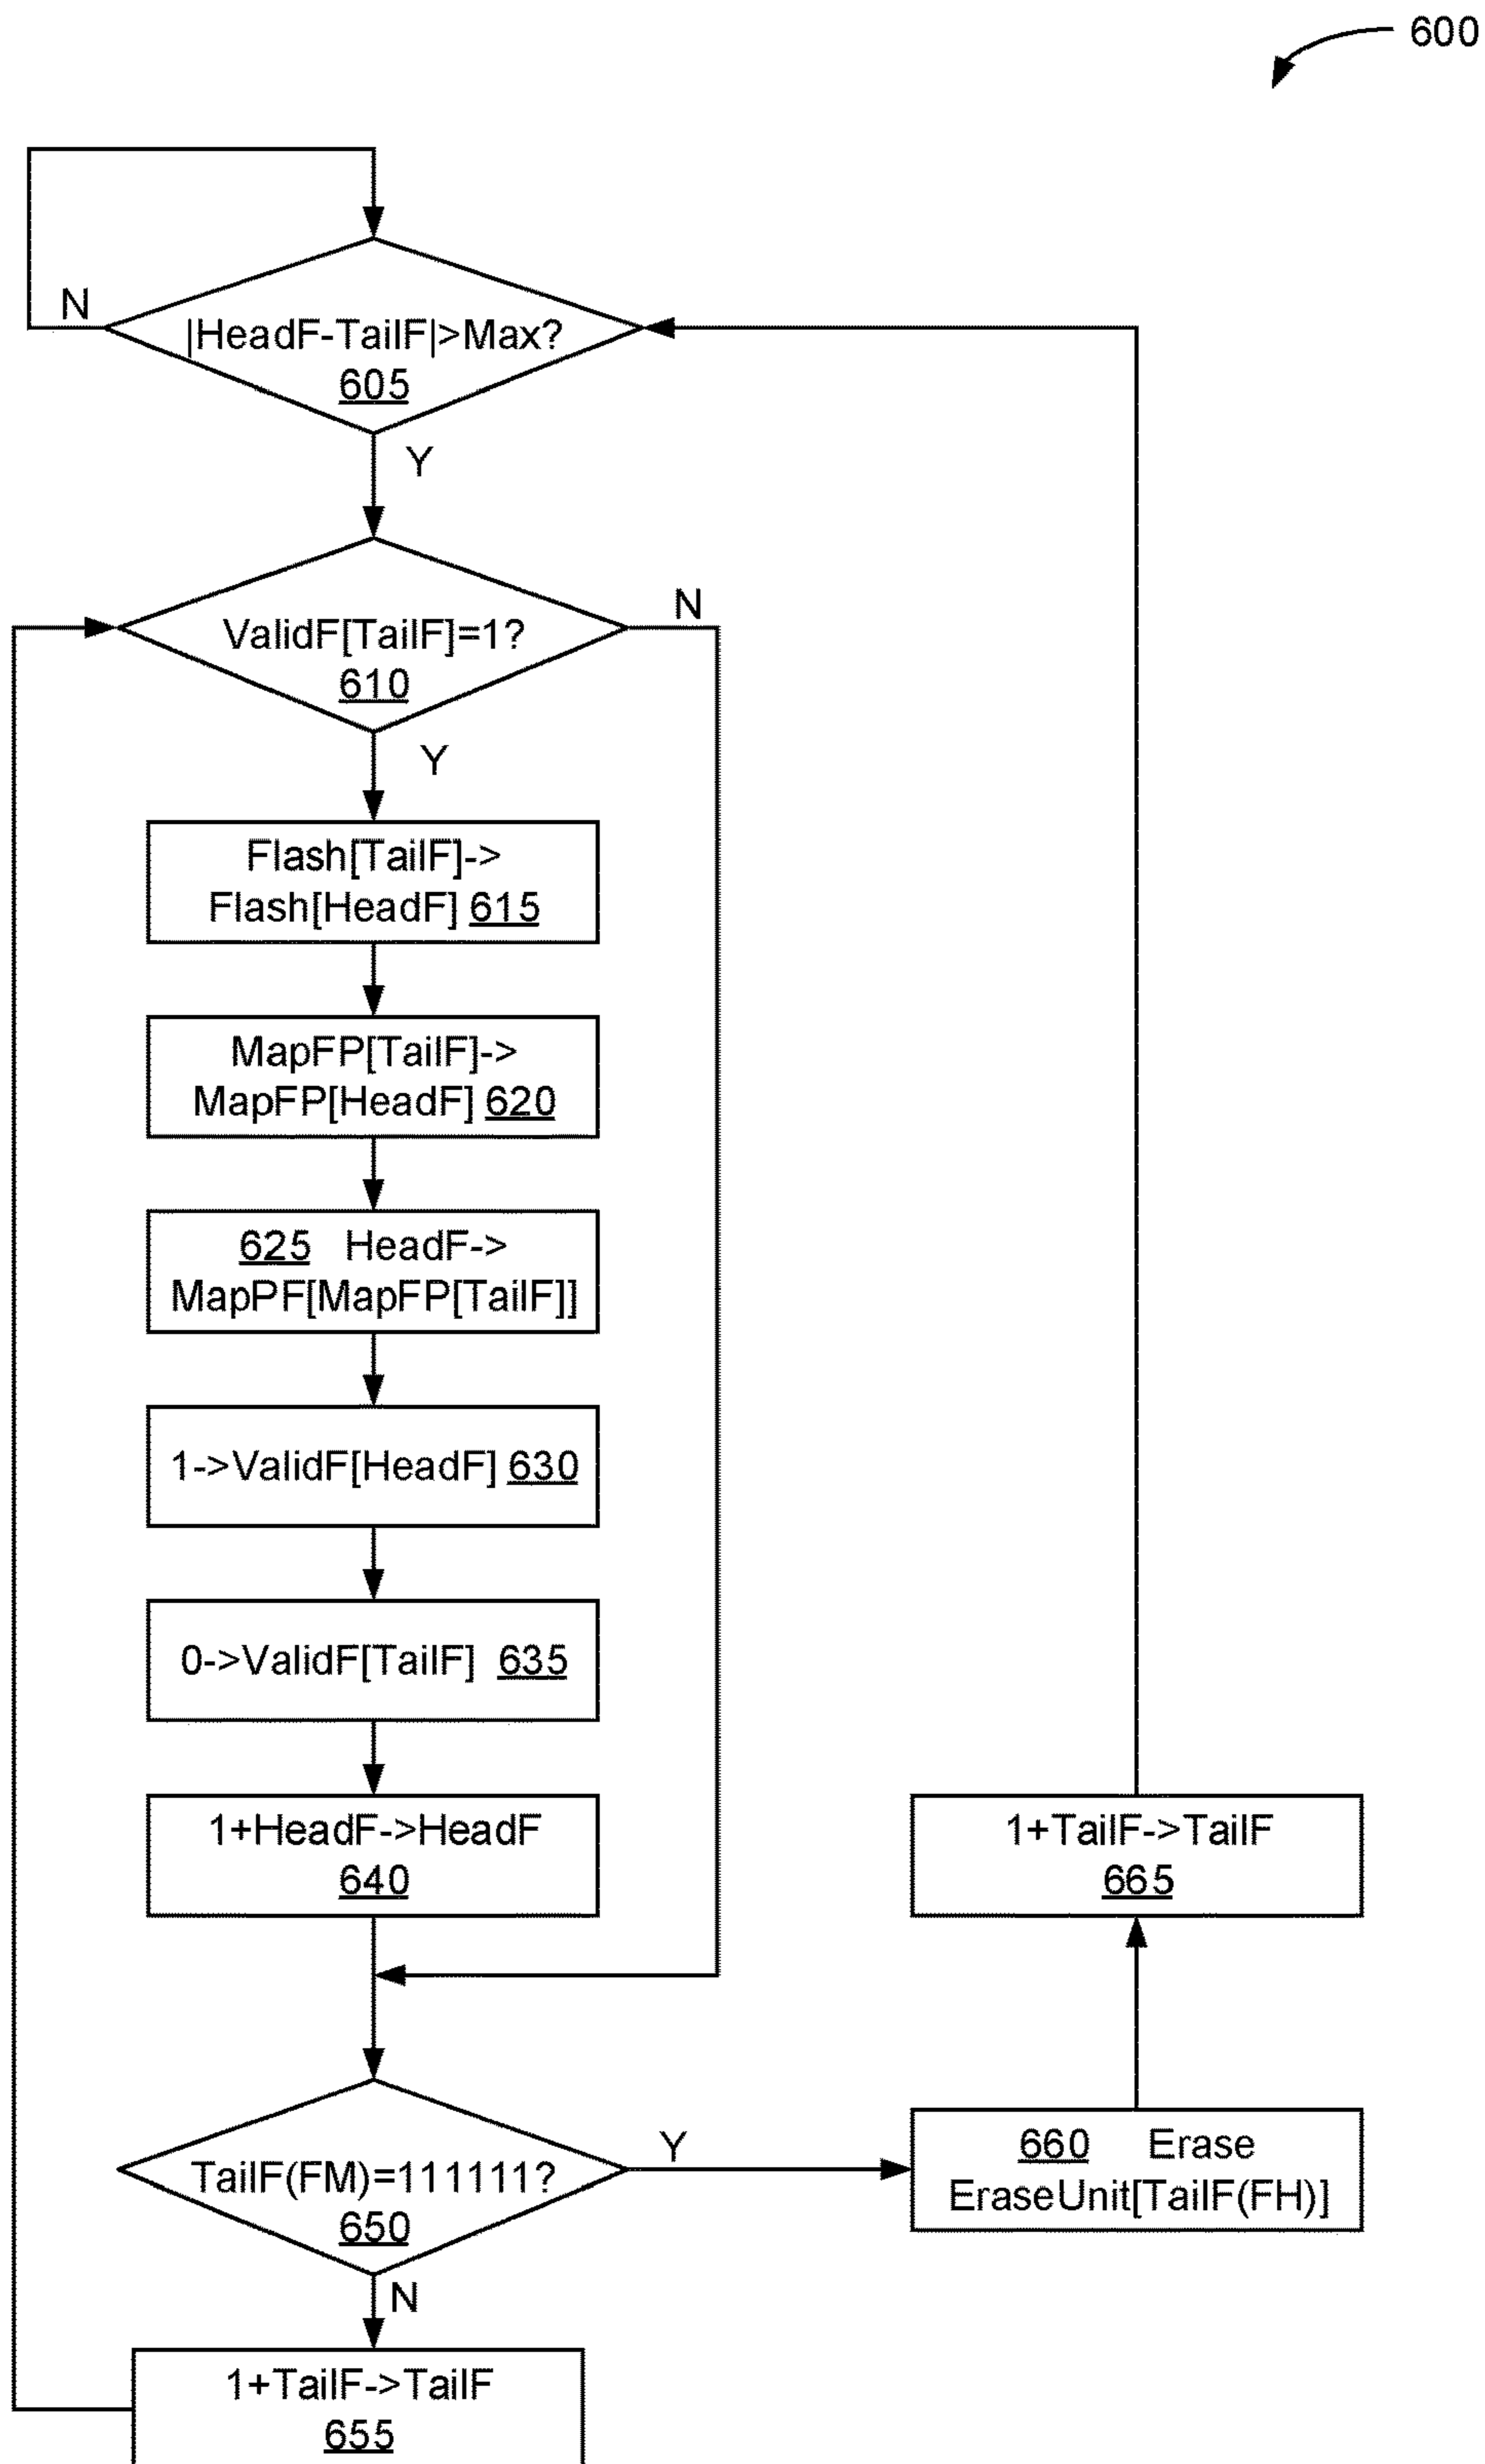 600
N
|HeadF-TailF|>Max?
605
Y
N
ValidF[TailF]=1?
610
Y
Flash[TailF]->
Flash[HeadF] 615
MapFP[TailF]->
MapFP[HeadF] 620
625 HeadF->
MapPF[MapFP[TailF]]
1->ValidF[HeadF] 630
0->ValidF[TailF] 635
1+HeadF->HeadF
640
1+TailF->TailF
665
TailF(FM)=111111?
650
Y
660 Erase
EraseUnit[TailF(FH)]
N
1+TailF->TailF
655